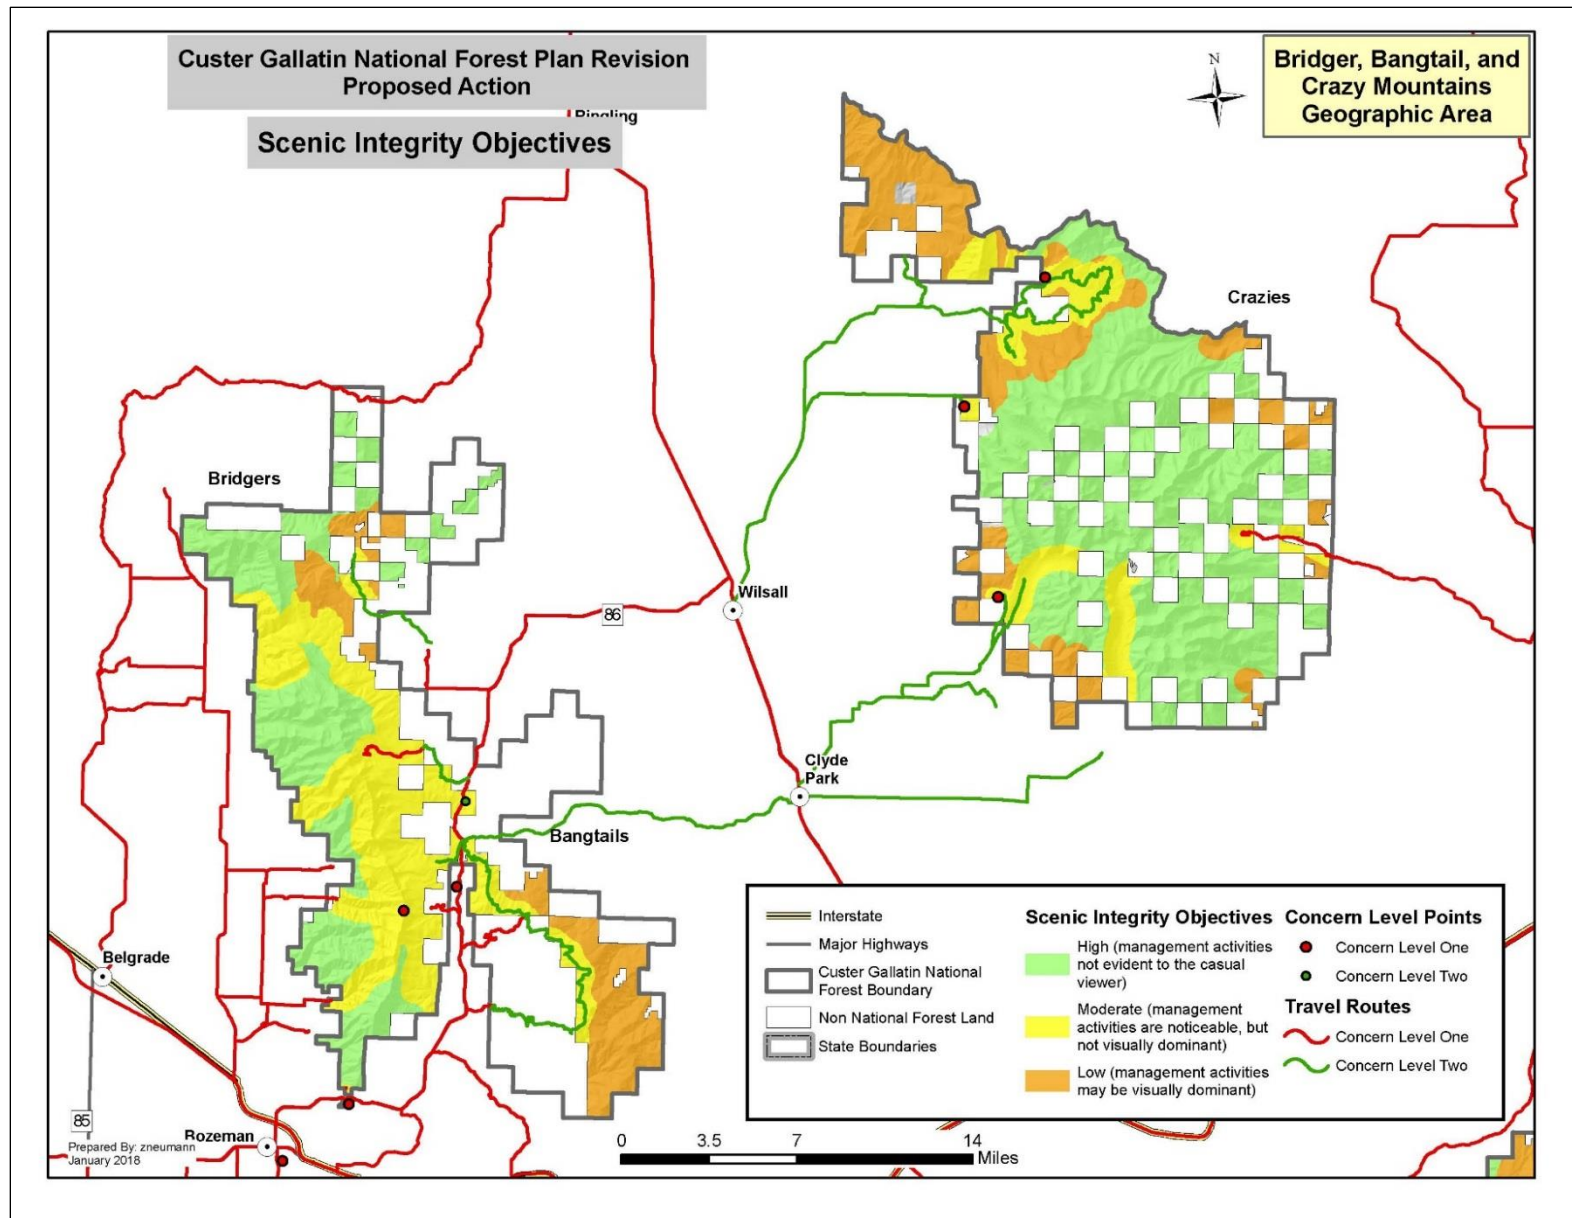 Custer Gallatin National Forest Plan Revision
Proposed Action
Scenic Integrity Objectives
N
Bridger, Bangtail, and
Crazy Mountains
Geographic Area
Ringling
Crazies
Bridgers
86
Wilsall
Clyde
Park
Bangtails
Belgrade
85
Bozeman
Prepared By: zneumann
January 2018
Interstate
Major Highways
Custer Gallatin National
Forest Boundary
Non National Forest Land
State Boundaries
Scenic Integrity Objectives
High (management activities
not evident to the casual
viewer)
Moderate (management
activities are noticeable, but
not visually dominant)
Low (management activities
may be visually dominant)
Concern Level Points
Concern Level One
Concern Level Two
Travel Routes
Concern Level One
Concern Level Two
0 3.5 7 14
Miles